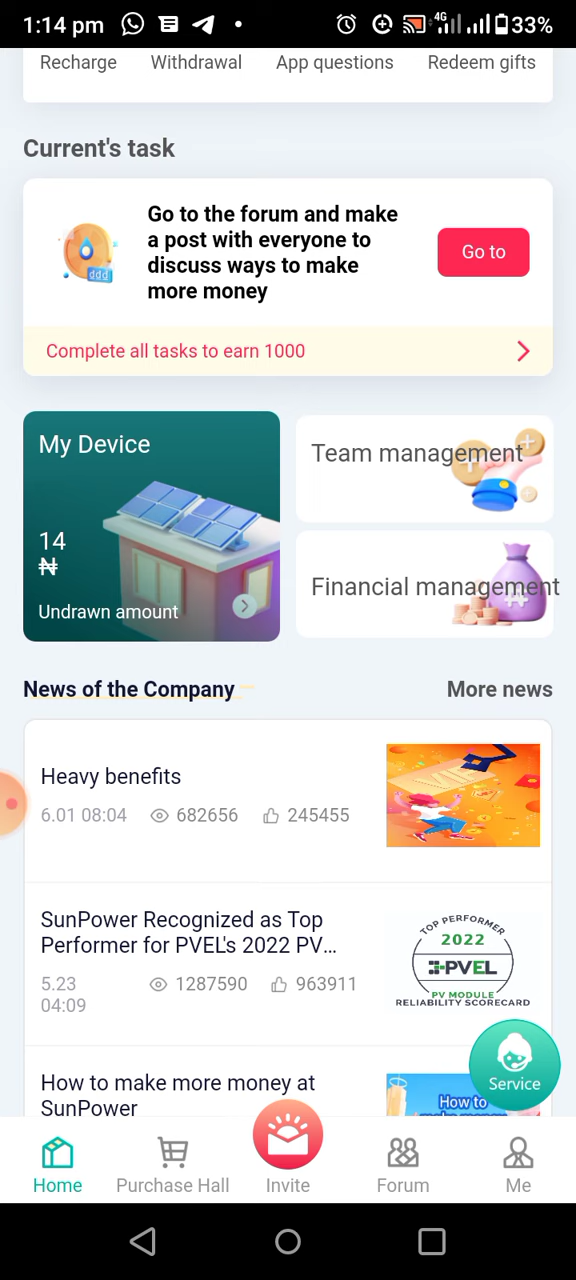 1:14 pm
4G
33%
Recharge Withdrawal App questions Redeem gifts
Current's task
Go to the forum and make
a post with everyone to
discuss ways to make
more money
Go to
ddd
Complete all tasks to earn 1000
My Device
14
₦
Undrawn amount
Team management
Financial management
₦
News of the Company
More news
Heavy benefits
6.01 08:04 682656 245455
SunPower Recognized as Top
Performer for PVEL's 2022 PV...
5.23
04:09
1287590 963911
TOP PERFORMER
2022
PVEL
PV MODULE
RELIABILITY SCORECARD
How to make more money at
SunPower
How to
Service
Home Purchase Hall Invite Forum Me